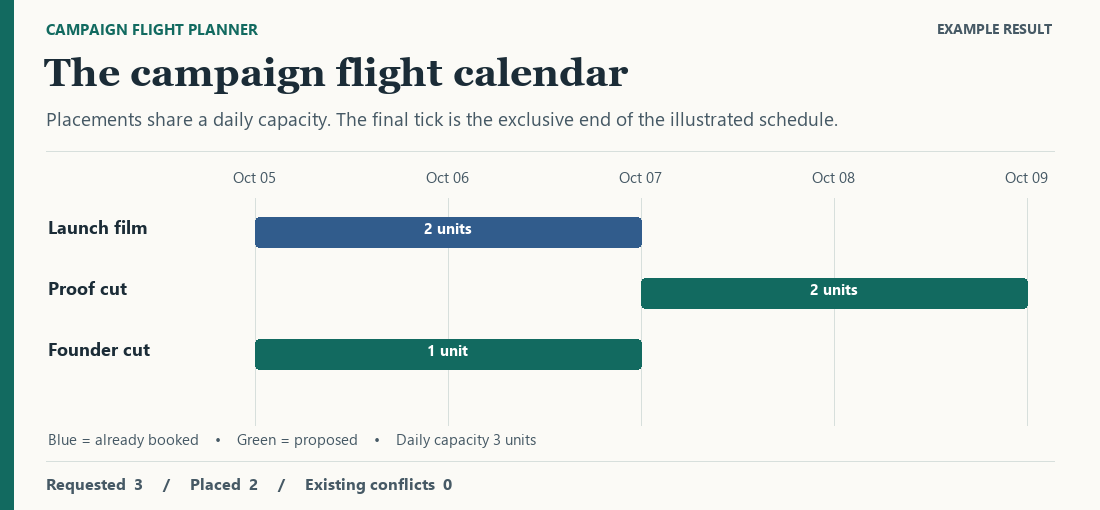 CAMPAIGN FLIGHT PLANNER
EXAMPLE RESULT
The campaign flight calendar
Placements share a daily capacity. The final tick is the exclusive end of the illustrated schedule.
Oct 05 Oct 06 Oct 07 Oct 08 Oct 09
Launch film 2 units
Proof cut 2 units
Founder cut 1 unit
Blue = already booked • Green = proposed • Daily capacity 3 units
Requested 3 / Placed 2 / Existing conflicts 0